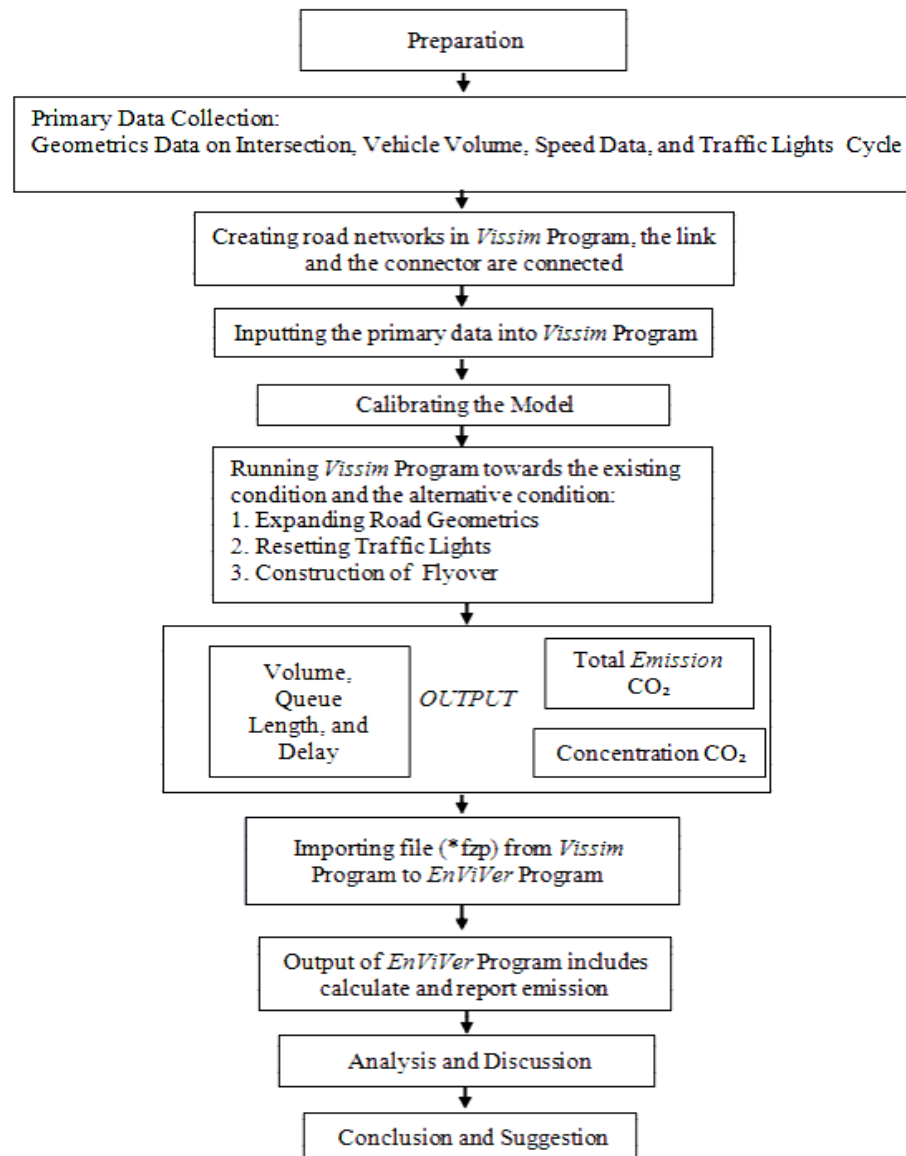 Preparation
Primary Data Collection:
Geometrics Data on Intersection, Vehicle Volume, Speed Data, and Traffic Lights Cycle
Creating road networks in Vissim Program, the link
and the connector are connected
Inputting the primary data into Vissim Program
Calibrating the Model
Running Vissim Program towards the existing
condition and the alternative condition:
1. Expanding Road Geometrics
2. Resetting Traffic Lights
3. Construction of Flyover
Volume,
Queue
Length, and
Delay
OUTPUT
Total Emission
CO₂
Concentration CO₂
Importing file (*fzp) from Vissim
Program to EnViVer Program
Output of EnViVer Program includes
calculate and report emission
Analysis and Discussion
Conclusion and Suggestion